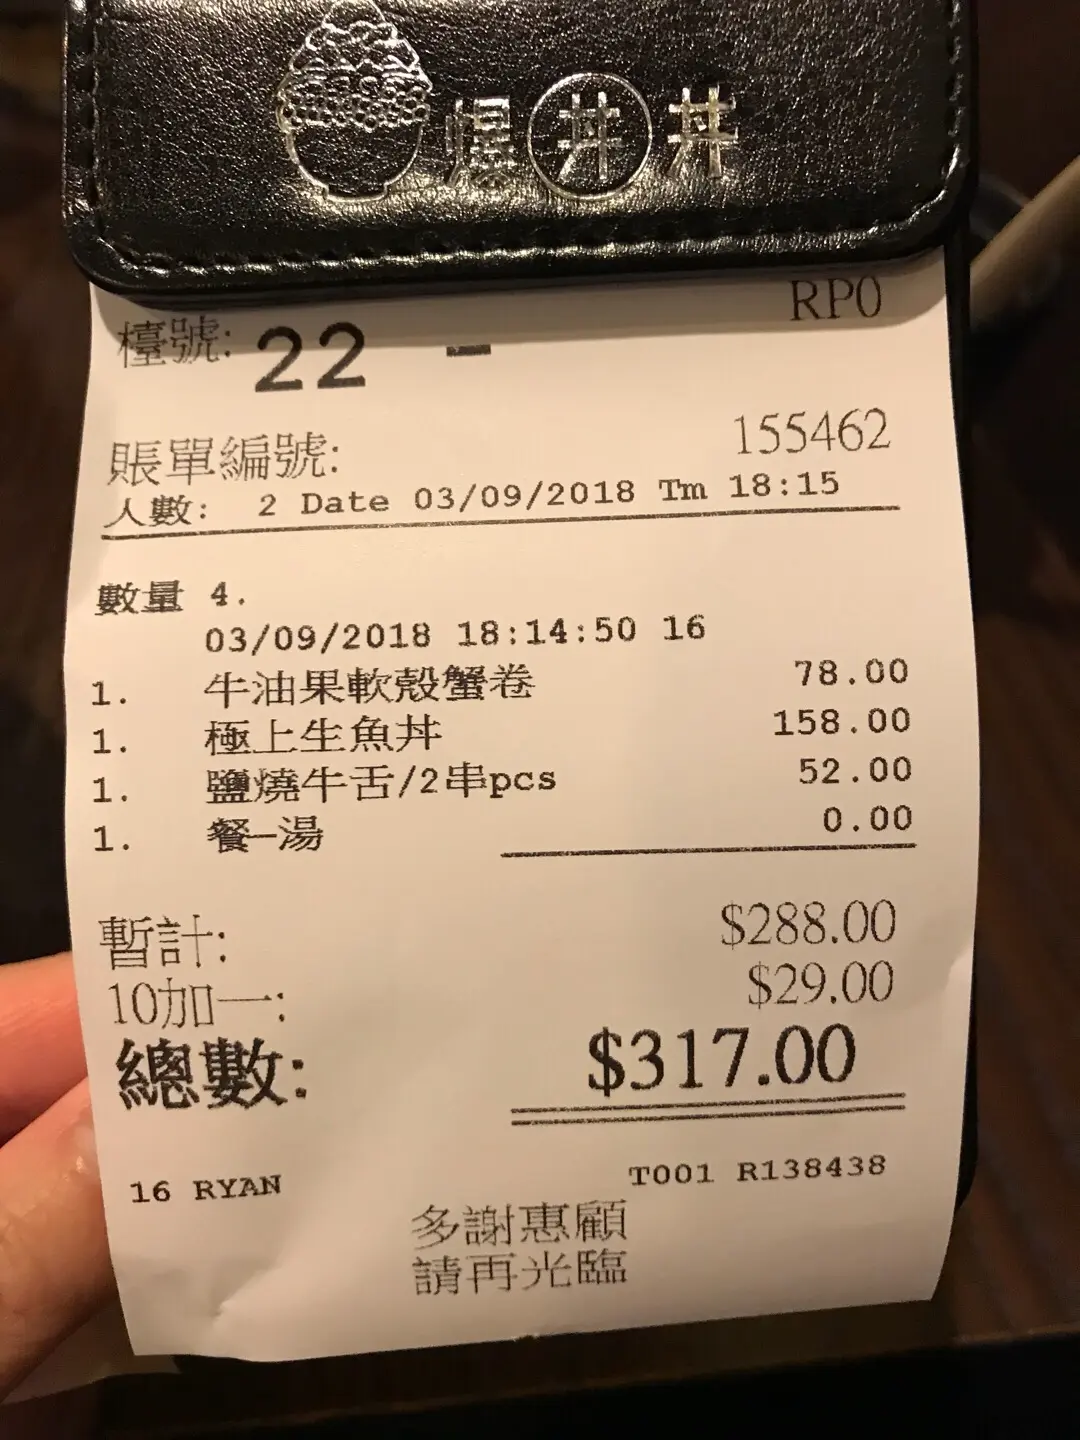 爆丼丼
RP0
檯號: 22 -
賬單編號: 155462
人數: 2 Date 03/09/2018 Tm 18:15
數量 4.
03/09/2018 18:14:50 16
1. 牛油果軟殼蟹卷 78.00
1. 極上生魚丼 158.00
1. 鹽燒牛舌/2串pcs 52.00
1. 餐—湯 0.00
暫計: $288.00
10加一: $29.00
總數: $317.00
16 RYAN T001 R138438
多謝惠顧
請再光臨